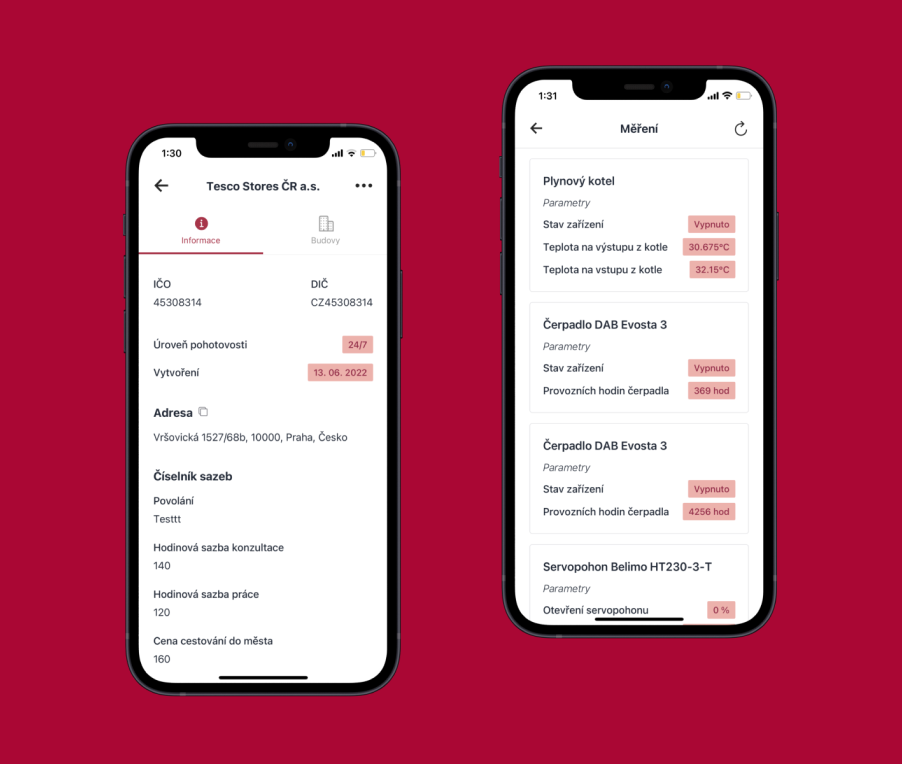 1:30
Tesco Stores ČR a.s.
Informace
Budovy
IČO
DIČ
45308314
CZ45308314
Úroveň pohotovosti
24/7
Vytvoření
13. 06. 2022
Adresa
Vršovická 1527/68b, 10000, Praha, Česko
Číselník sazeb
Povolání
Testtt
Hodinová sazba konzultace
140
Hodinová sazba práce
120
Cena cestování do města
160
1:31
Měření
Plynový kotel
Parametry
Stav zařízení
Vypnuto
Teplota na výstupu z kotle
30.675°C
Teplota na vstupu z kotle
32.15°C
Čerpadlo DAB Evosta 3
Parametry
Stav zařízení
Vypnuto
Provozních hodin čerpadla
369 hod
Čerpadlo DAB Evosta 3
Parametry
Stav zařízení
Vypnuto
Provozních hodin čerpadla
4256 hod
Servopohon Belimo HT230-3-T
Parametry
Otevření servopohonu
0 %